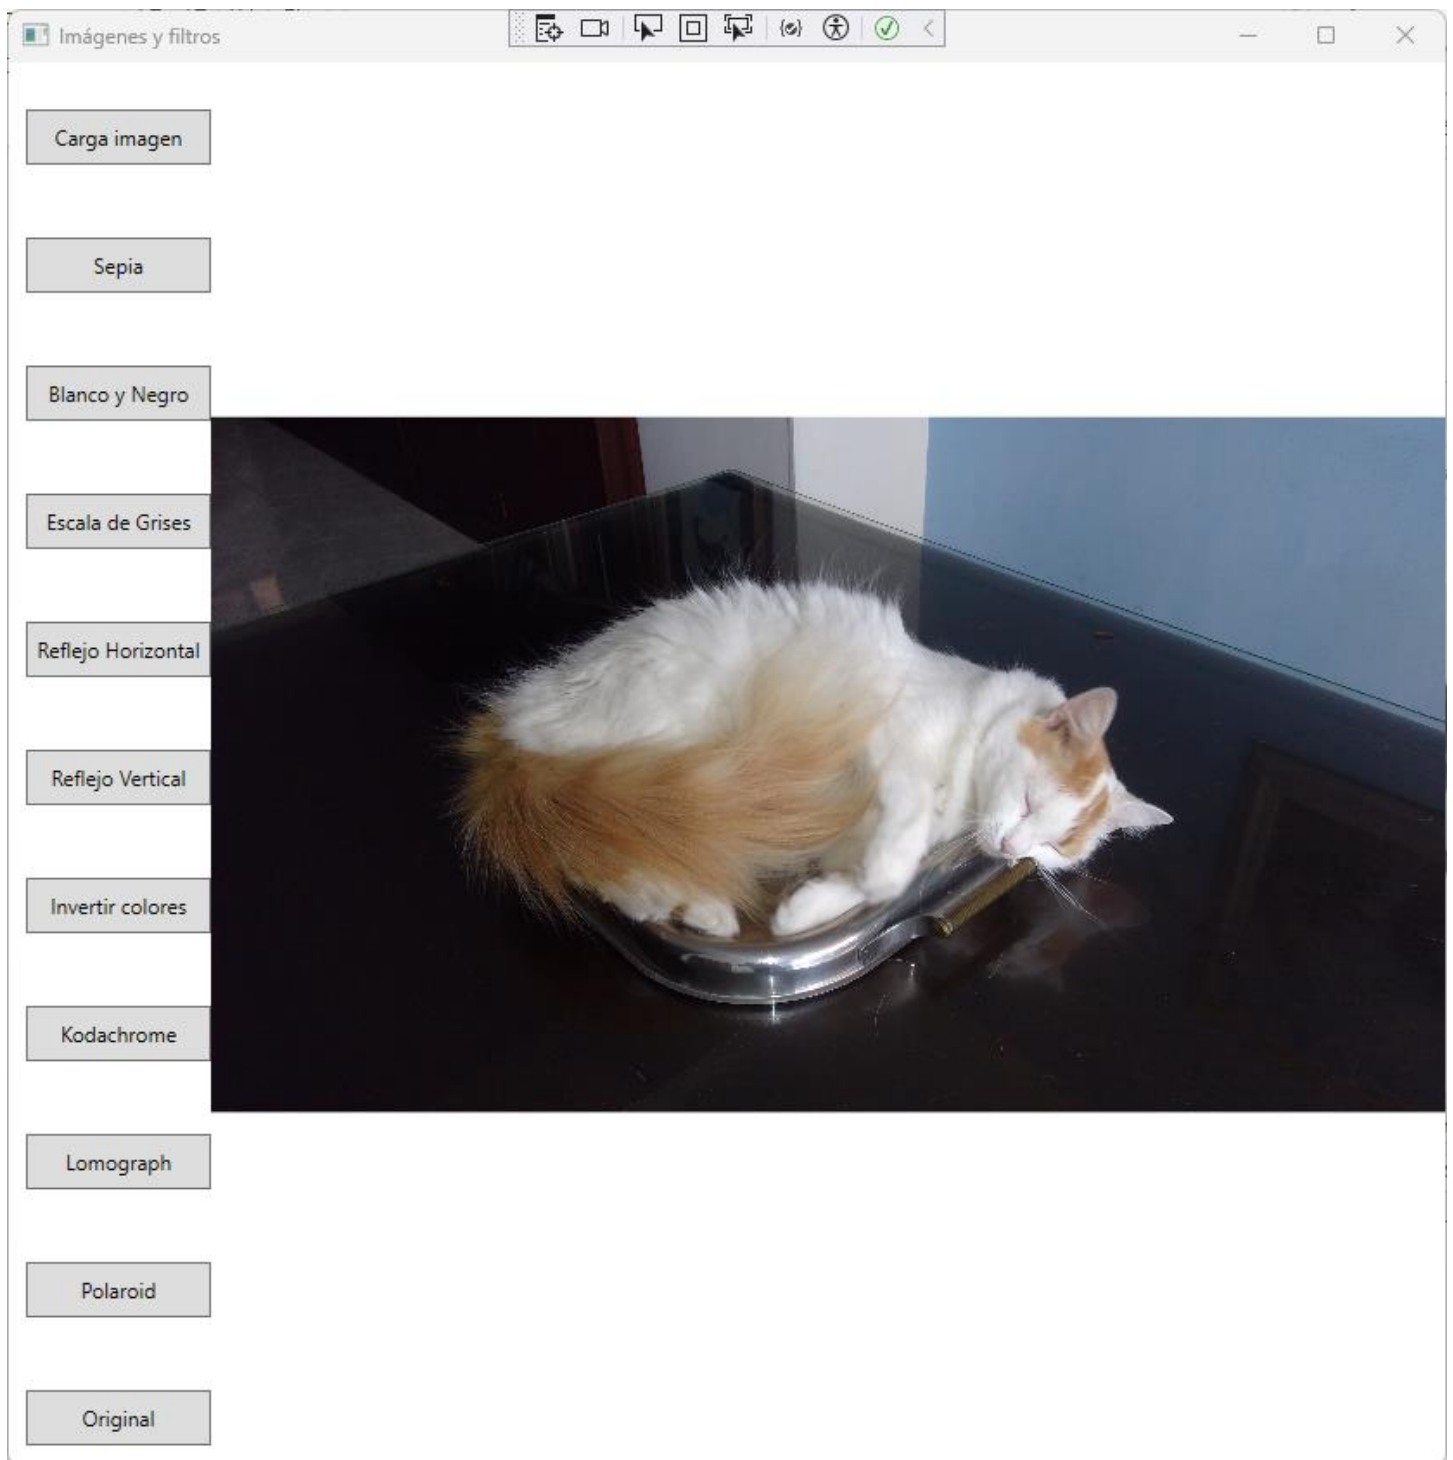 Imágenes y filtros
Carga imagen
Sepia
Blanco y Negro
Escala de Grises
Reflejo Horizontal
Reflejo Vertical
Invertir colores
Kodachrome
Lomograph
Polaroid
Original